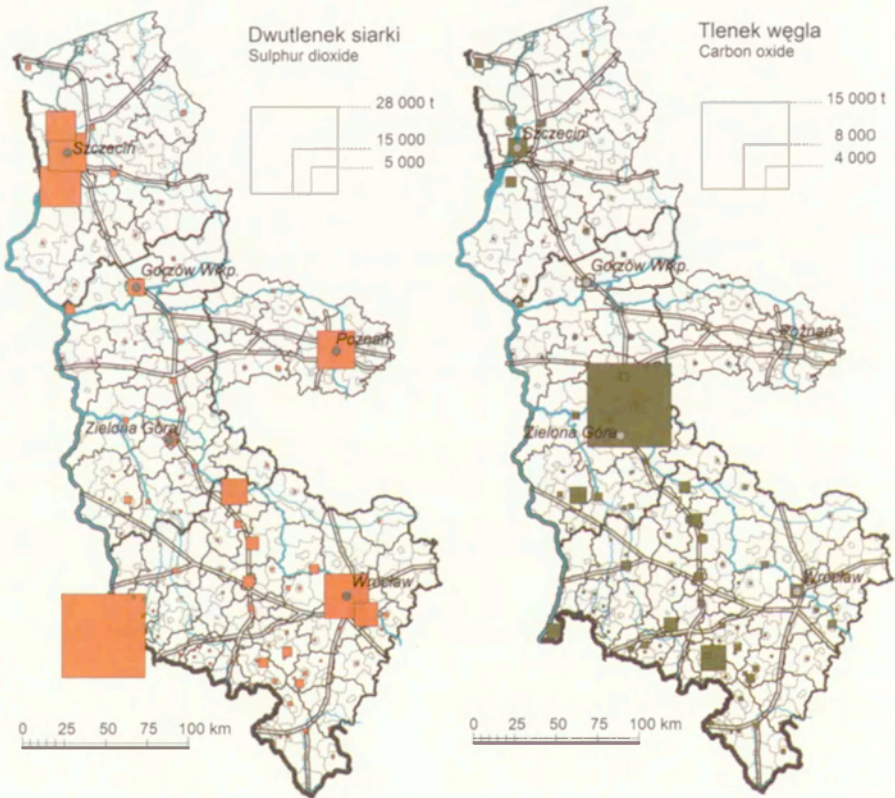 Dwutlenek siarki
Sulphur dioxide
28 000 t
15 000
5 000
Szczecin
Gorzów Wlkp.
Poznań
Zielona Góra
Wrocław
0 25 50 75 100 km
Tlenek węgla
Carbon oxide
15 000 t
8 000
4 000
Szczecin
Gorzów Wlkp.
Poznań
Zielona Góra
Wrocław
0 25 50 75 100 km